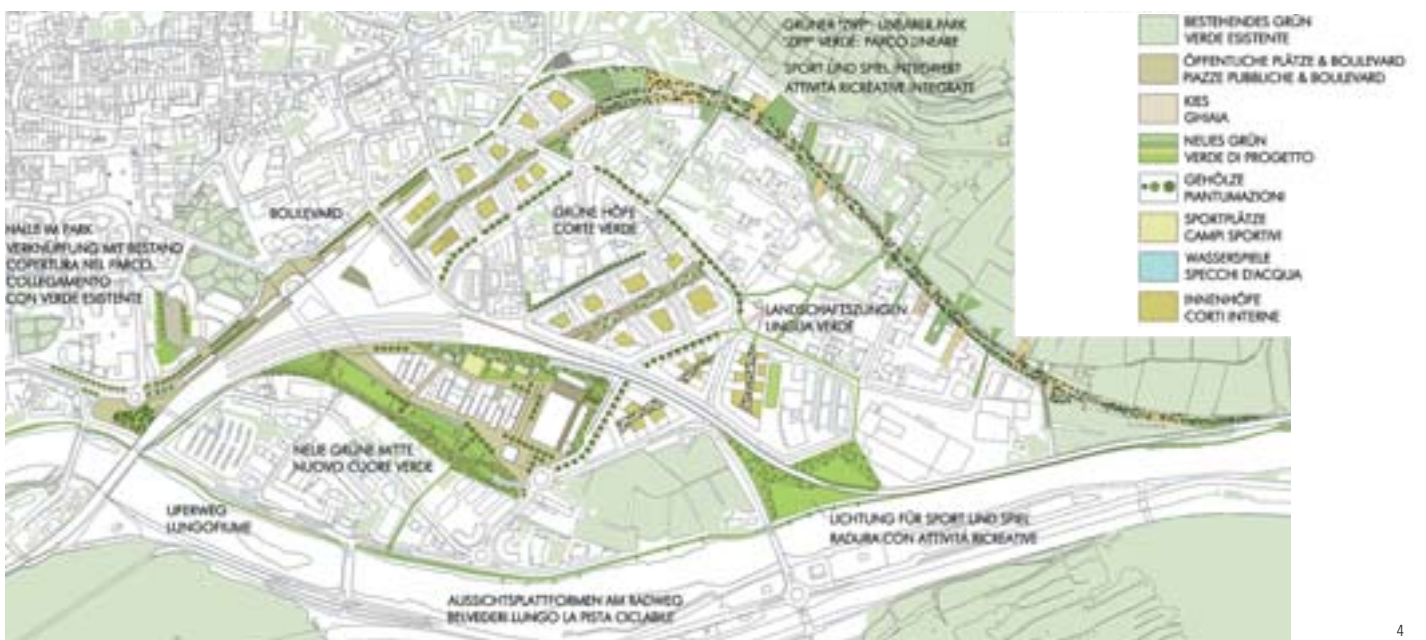 GRÜNER "ZIPP": LINEARER PARK
"ZIPP" VERDE: PARCO LINEARE
SPORT UND SPIEL INTEGRIERT
ATTIVITÀ RICREATIVE INTEGRATE
BESTEHENDES GRÜN
VERDE ESISTENTE
ÖFFENTLICHE PLÄTZE & BOULEVARD
PIAZZE PUBBLICHE & BOULEVARD
KIES
GHIAIA
NEUES GRÜN
VERDE DI PROGETTO
GEHÖLZE
PIANTUMAZIONI
SPORTPLÄTZE
CAMPI SPORTIVI
WASSERSPIELE
SPECCHI D'ACQUA
INNENHÖFE
CORTI INTERNE
BOULEVARD
GRÜNE HÖFE
CORTE VERDE
HALLE IM PARK
VERKNÜPFUNG MIT BESTAND
COPERTURA NEL PARCO,
COLLEGAMENTO
CON VERDE ESISTENTE
LANDSCHAFTSZUNGEN
LINGUA VERDE
NEUE GRÜNE MITTE
NUOVO CUORE VERDE
UFERWEG
LUNGOFIUME
LICHTUNG FÜR SPORT UND SPIEL
RADURA CON ATTIVITÀ RICREATIVE
AUSSICHTSPLATTFORMEN AM RADWEG
BELVEDERI LUNGO LA PISTA CICLABILE
4